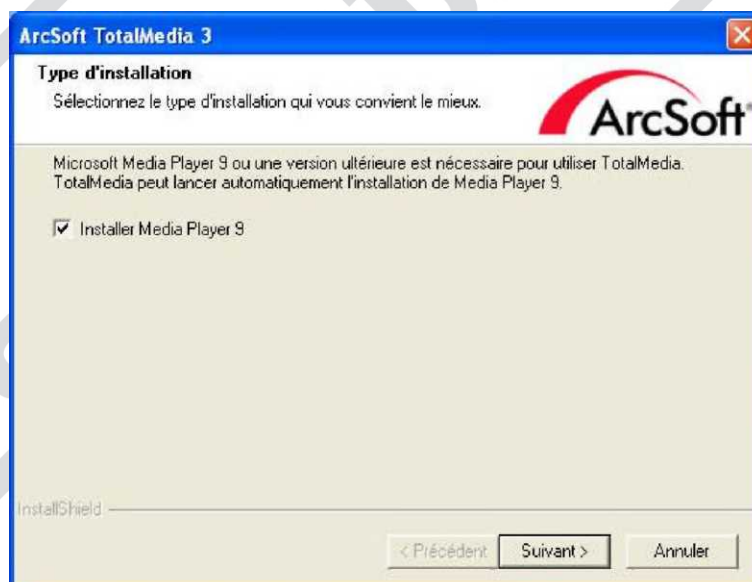 ArcSoft TotalMedia 3
Type d'installation
Sélectionnez le type d'installation qui vous convient le mieux.
ArcSoft
Microsoft Media Player 9 ou une version ultérieure est nécessaire pour utiliser TotalMedia.
TotalMedia peut lancer automatiquement l'installation de Media Player 9.
Installer Media Player 9
InstallShield
< Précédent
Suivant >
Annuler